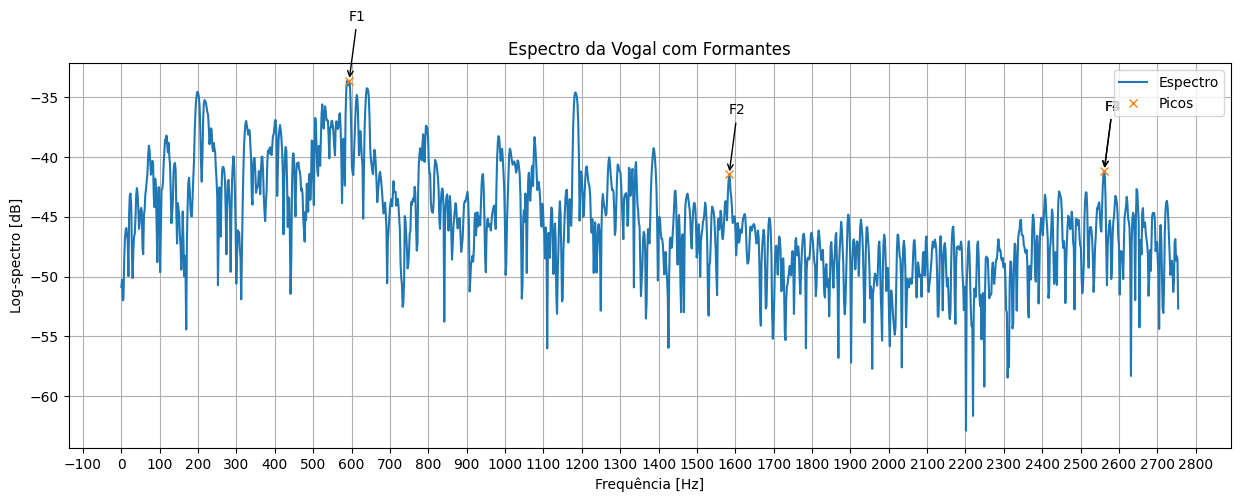 F1
Espectro da Vogal com Formantes
Espectro
Picos
F2
−35
−40
−45
−50
−55
−60
Log-spectro [dB]
−100 0 100 200 300 400 500 600 700 800 900 1000 1100 1200 1300 1400 1500 1600 1700 1800 1900 2000 2100 2200 2300 2400 2500 2600 2700 2800
Frequência [Hz]